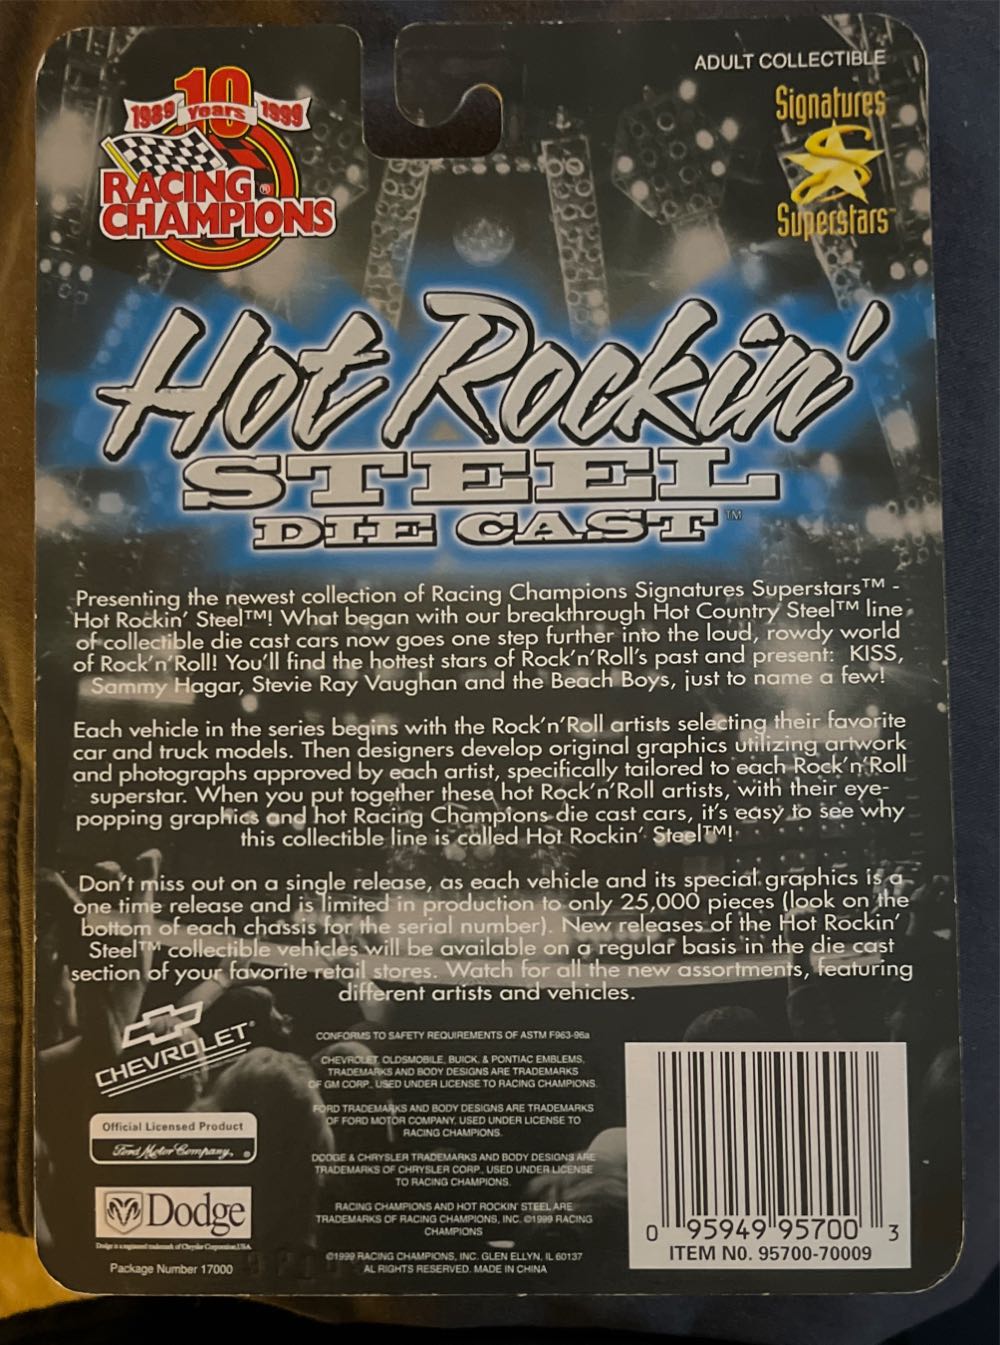 ADULT COLLECTIBLE
10
1989 Years 1999
RACING®
CHAMPIONS
Signatures
S
Superstars™
Hot Rockin'
STEEL
DIE CAST™
Presenting the newest collection of Racing Champions Signatures Superstars™ -
Hot Rockin' Steel™! What began with our breakthrough Hot Country Steel™ line
of collectible die cast cars now goes one step further into the loud, rowdy world
of Rock'n'Roll! You'll find the hottest stars of Rock'n'Roll's past and present: KISS,
Sammy Hagar, Stevie Ray Vaughan and the Beach Boys, just to name a few!
Each vehicle in the series begins with the Rock'n'Roll artists selecting their favorite
car and truck models. Then designers develop original graphics utilizing artwork
and photographs approved by each artist, specifically tailored to each Rock'n'Roll
superstar. When you put together these hot Rock'n'Roll artists, with their eye-
popping graphics and hot Racing Champions die cast cars, it's easy to see why
this collectible line is called Hot Rockin' Steel™!
Don't miss out on a single release, as each vehicle and its special graphics is a
one time release and is limited in production to only 25,000 pieces (look on the
bottom of each chassis for the serial number). New releases of the Hot Rockin'
Steel™ collectible vehicles will be available on a regular basis in the die cast
section of your favorite retail stores. Watch for all the new assortments, featuring
different artists and vehicles.
CHEVROLET®
Official Licensed Product
Ford Motor Company, ®
Dodge
Dodge is a registered trademark of Chrysler Corporation, USA.
Package Number 17000
CONFORMS TO SAFETY REQUIREMENTS OF ASTM F963-96a
CHEVROLET, OLDSMOBILE, BUICK, & PONTIAC EMBLEMS,
TRADEMARKS AND BODY DESIGNS ARE TRADEMARKS
OF GM CORP., USED UNDER LICENSE TO RACING CHAMPIONS.
FORD TRADEMARKS AND BODY DESIGNS ARE TRADEMARKS
OF FORD MOTOR COMPANY, USED UNDER LICENSE TO
RACING CHAMPIONS.
DODGE & CHRYSLER TRADEMARKS AND BODY DESIGNS ARE
TRADEMARKS OF CHRYSLER CORP., USED UNDER LICENSE
TO RACING CHAMPIONS.
RACING CHAMPIONS AND HOT ROCKIN' STEEL ARE
TRADEMARKS OF RACING CHAMPIONS, INC. ©1999 RACING
CHAMPIONS
©1999 RACING CHAMPIONS, INC. GLEN ELLYN, IL 60137
AL RIGHTS RESERVED. MADE IN CHINA
0 95949 95700 3
ITEM NO. 95700-70009